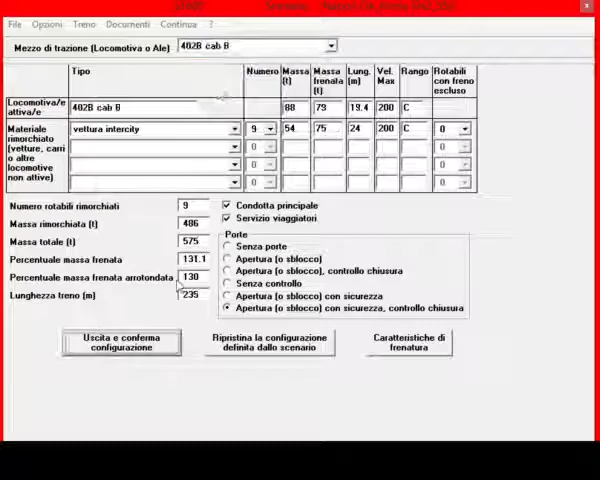 File Opzioni Treno Documenti Continua ?
Mezzo di trazione (Locomotiva o Ale) 402B cab B
Tipo Numero Massa (t) Massa frenata (t) Lung. (m) Vel. Max Rango Rotabili con freno escluso
Locomotiva/e attiva/e 402B cab B 88 79 19.4 200 C
Materiale rimorchiato (vetture, carri o altre locomotive non attive) vettura intercity 9 54 75 24 200 C 0
0 0
0 0
0 0
Numero rotabili rimorchiati 9
Massa rimorchiata (t) 486
Massa totale (t) 575
Percentuale massa frenata 131.1
Percentuale massa frenata arrotondata 130
Lunghezza treno (m) 235
Condotta principale
Servizio viaggiatori
Porte
Senza porte
Apertura (o sblocco)
Apertura (o sblocco), controllo chiusura
Senza controllo
Apertura (o sblocco) con sicurezza
Apertura (o sblocco) con sicurezza, controllo chiusura
Uscita e conferma configurazione
Ripristina la configurazione definita dallo scenario
Caratteristiche di frenatura